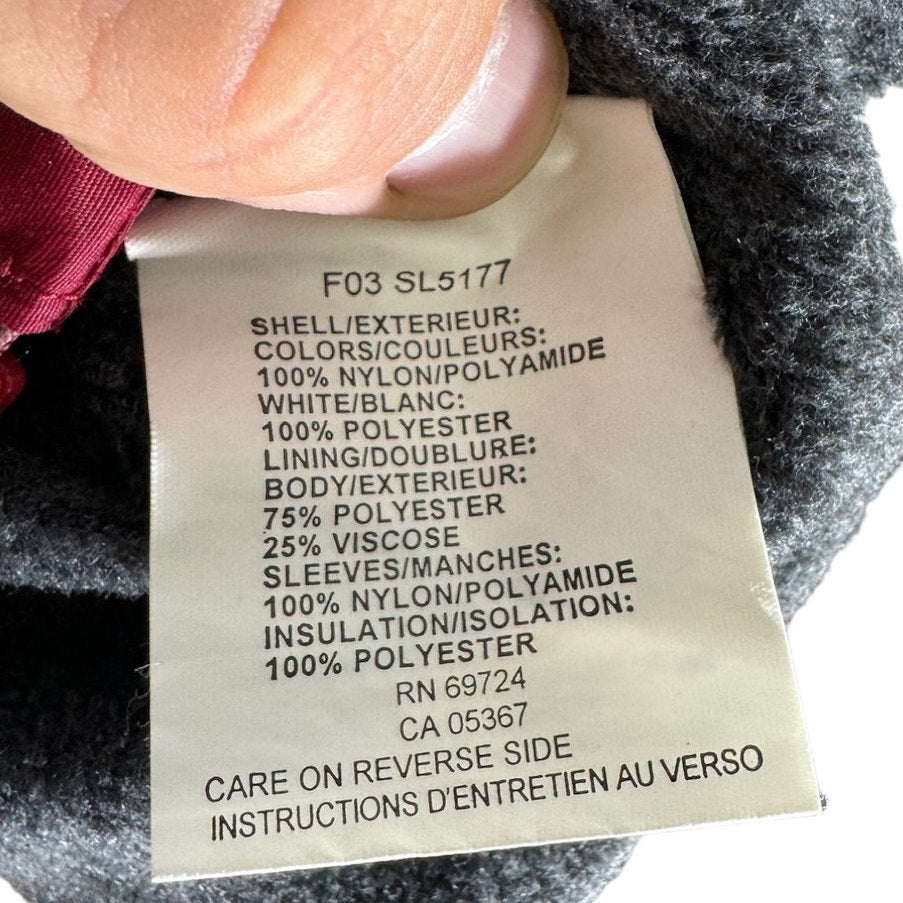 F03 SL5177
SHELL/EXTERIEUR:
COLORS/COULEURS:
100% NYLON/POLYAMIDE
WHITE/BLANC:
100% POLYESTER
LINING/DOUBLURE:
BODY/EXTERIEUR:
75% POLYESTER
25% VISCOSE
SLEEVES/MANCHES:
100% NYLON/POLYAMIDE
INSULATION/ISOLATION:
100% POLYESTER
RN 69724
CA 05367
CARE ON REVERSE SIDE
INSTRUCTIONS D'ENTRETIEN AU VERSO